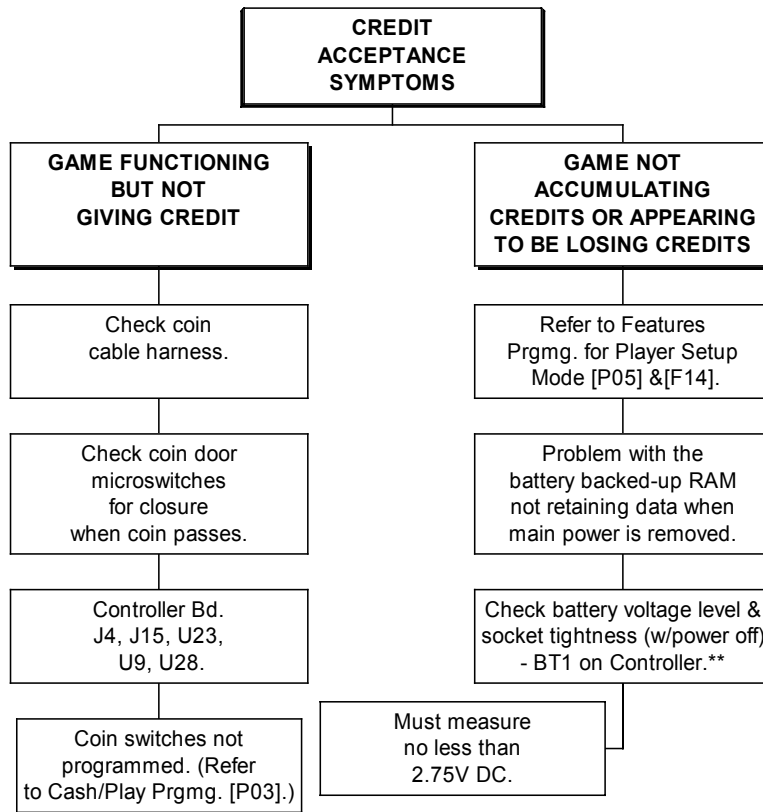 CREDIT
ACCEPTANCE
SYMPTOMS
GAME FUNCTIONING
BUT NOT
GIVING CREDIT
Check coin
cable harness.
Check coin door
microswitches
for closure
when coin passes.
Controller Bd.
J4, J15, U23,
U9, U28.
Coin switches not
programmed. (Refer
to Cash/Play Prgmg. [P03].)
GAME NOT
ACCUMULATING
CREDITS OR APPEARING
TO BE LOSING CREDITS
Refer to Features
Prgmg. for Player Setup
Mode [P05] &[F14].
Problem with the
battery backed-up RAM
not retaining data when
main power is removed.
Check battery voltage level &
socket tightness (w/power off)
- BT1 on Controller.**
Must measure
no less than
2.75V DC.